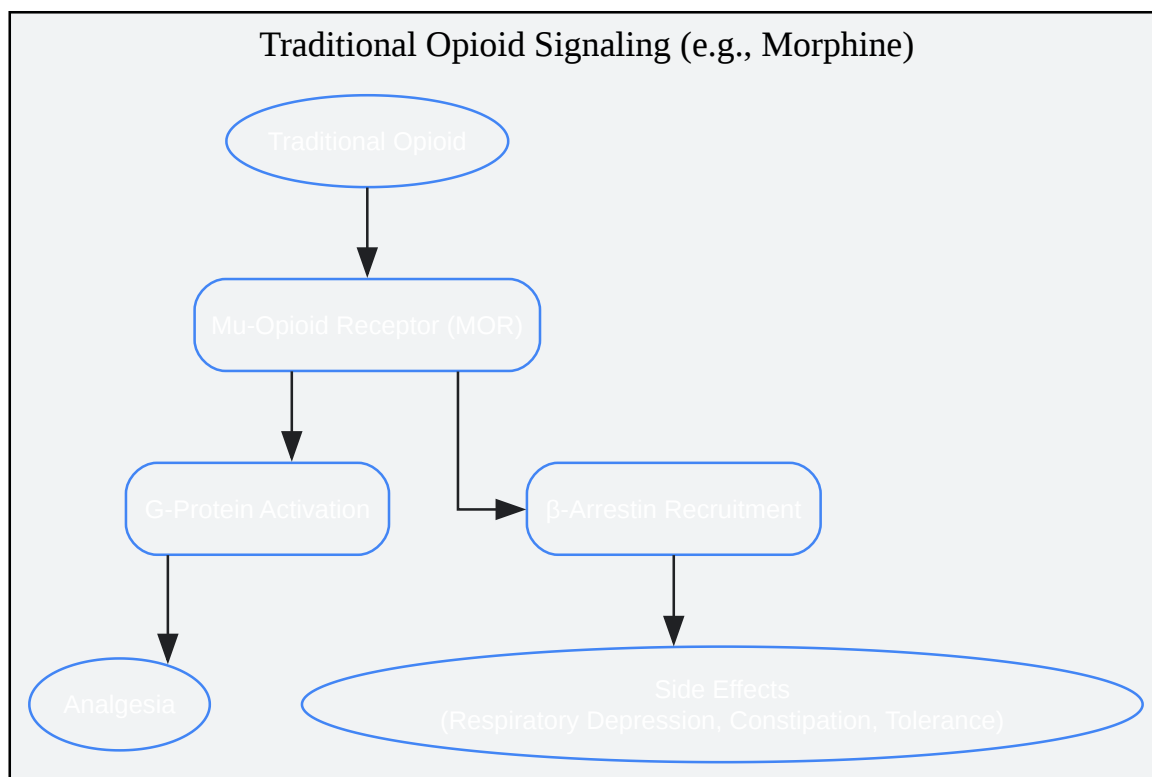 Traditional Opioid Signaling (e.g., Morphine)
Traditional Opioid
Mu-Opioid Receptor (MOR)
G-Protein Activation
β-Arrestin Recruitment
Analgesia
Side Effects
(Respiratory Depression, Constipation, Tolerance)